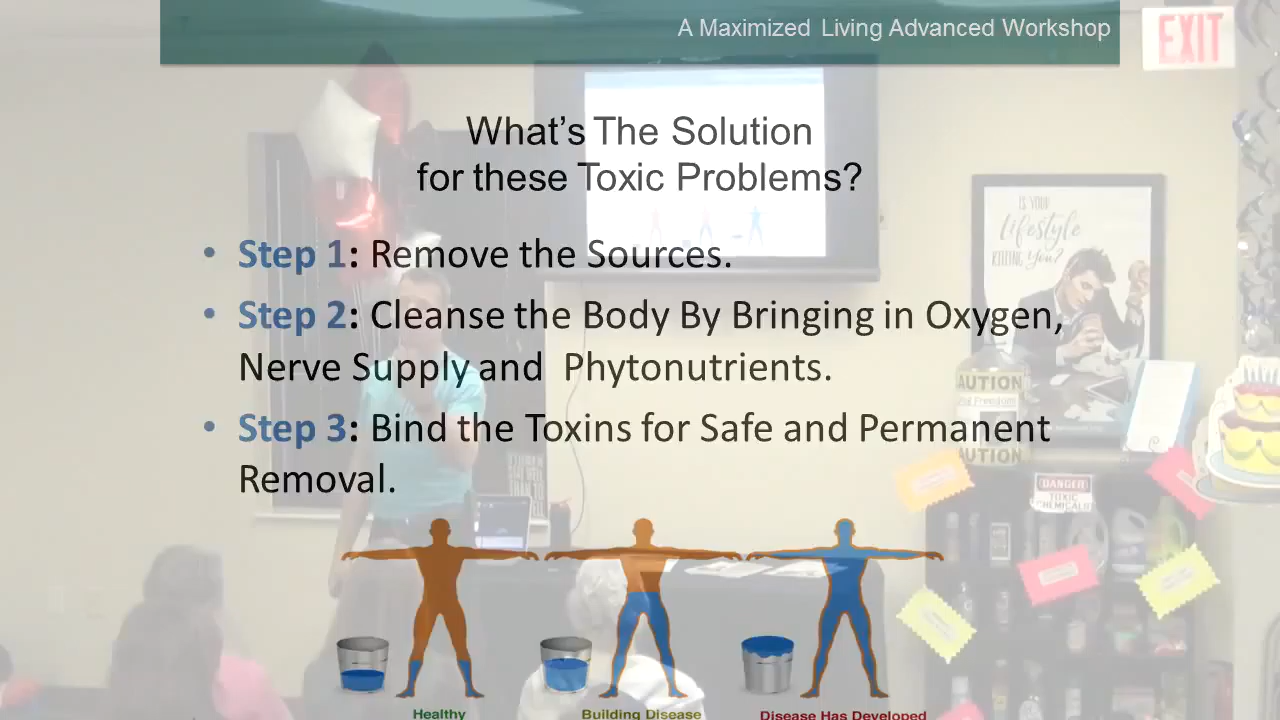 A Maximized Living Advanced Workshop
EXIT
What's The Solution
for these Toxic Problems?
• Step 1: Remove the Sources.
• Step 2: Cleanse the Body By Bringing in Oxygen,
Nerve Supply and Phytonutrients.
• Step 3: Bind the Toxins for Safe and Permanent
Removal.
IS YOUR
Lifestyle
KILLING YOU?
CAUTION
CAUTION
DANGER
TOXIC
CHEMICALS
Healthy
Building Disease
Disease Has Developed